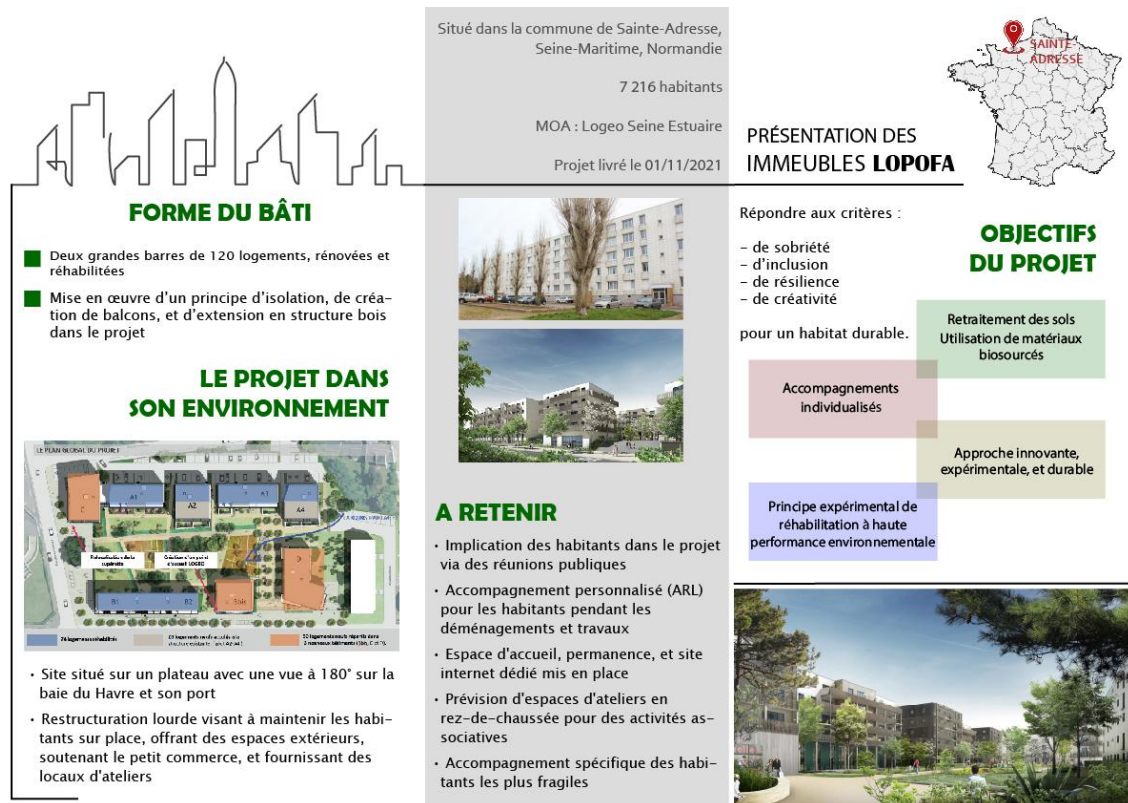 Situé dans la commune de Sainte-Adresse,
Seine-Maritime, Normandie
7 216 habitants
MOA : Logeo Seine Estuaire
Projet livré le 01/11/2021
PRÉSENTATION DES
IMMEUBLES LOPOFA
SAINTE-
ADRESSE
FORME DU BÂTI
Deux grandes barres de 120 logements, rénovées et
réhabilitées
Mise en œuvre d'un principe d'isolation, de créa-
tion de balcons, et d'extension en structure bois
dans le projet
LE PROJET DANS
SON ENVIRONNEMENT
LE PLAN GLOBAL DU PROJET
C
A1
A2
A3
A4
B1
B2
• Site situé sur un plateau avec une vue à 180° sur la
baie du Havre et son port
• Restructuration lourde visant à maintenir les habi-
tants sur place, offrant des espaces extérieurs,
soutenant le petit commerce, et fournissant des
locaux d'ateliers
A RETENIR
• Implication des habitants dans le projet
via des réunions publiques
• Accompagnement personnalisé (ARL)
pour les habitants pendant les
déménagements et travaux
• Espace d'accueil, permanence, et site
internet dédié mis en place
• Prévision d'espaces d'ateliers en
rez-de-chaussée pour des activités as-
sociatives
• Accompagnement spécifique des habi-
tants les plus fragiles
Répondre aux critères :
– de sobriété
– d'inclusion
– de résilience
– de créativité
pour un habitat durable.
OBJECTIFS
DU PROJET
Retraitement des sols
Utilisation de matériaux
biosourcés
Accompagnements
individualisés
Approche innovante,
expérimentale, et durable
Principe expérimental de
réhabilitation à haute
performance environnementale